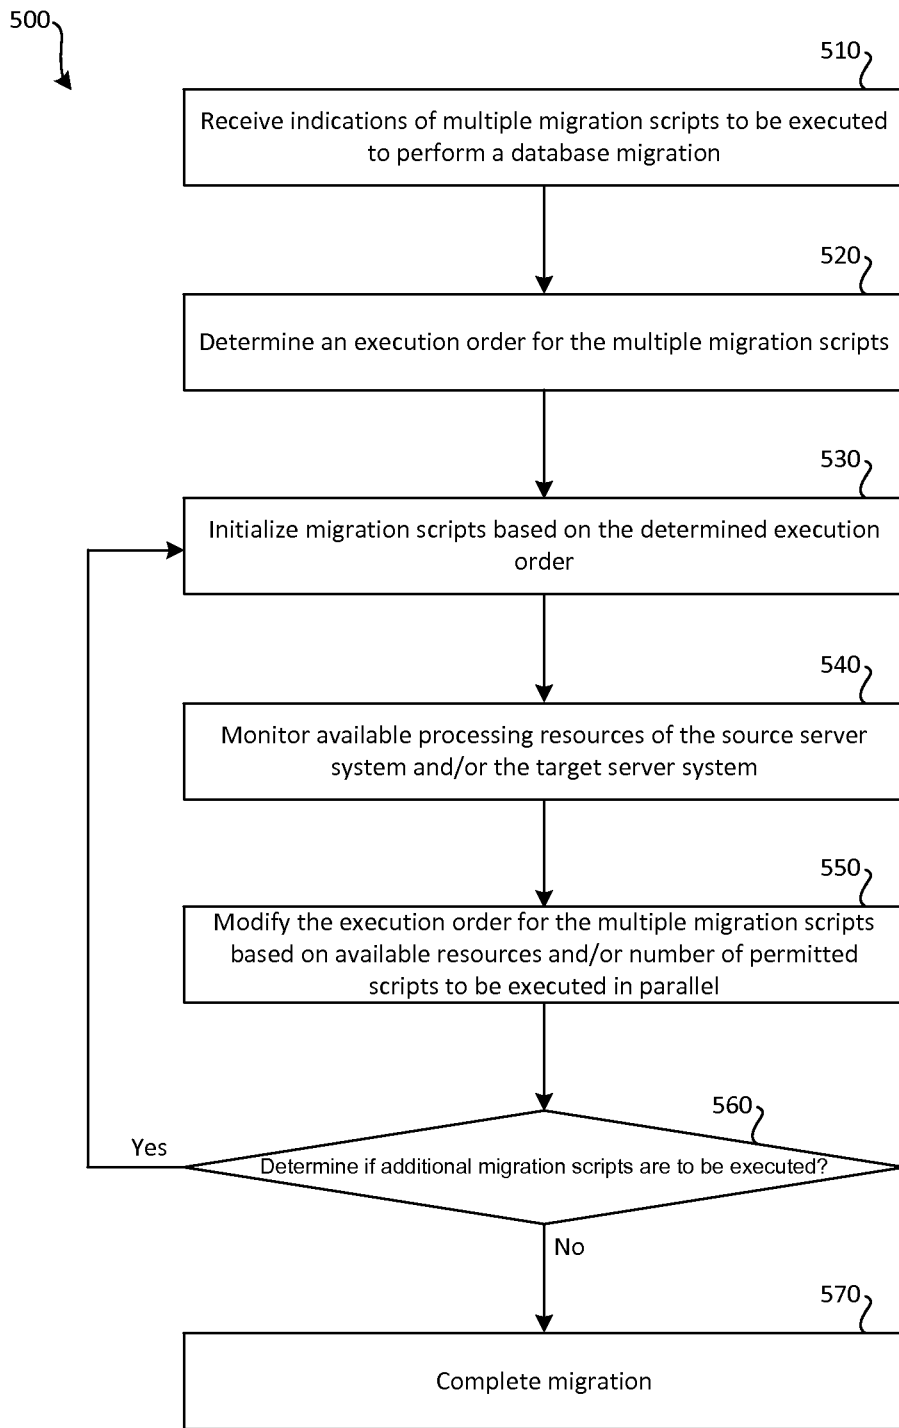 500
510
Receive indications of multiple migration scripts to be executed
to perform a database migration
520
Determine an execution order for the multiple migration scripts
530
Initialize migration scripts based on the determined execution
order
540
Monitor available processing resources of the source server
system and/or the target server system
550
Modify the execution order for the multiple migration scripts
based on available resources and/or number of permitted
scripts to be executed in parallel
560
Yes
Determine if additional migration scripts are to be executed?
No
570
Complete migration